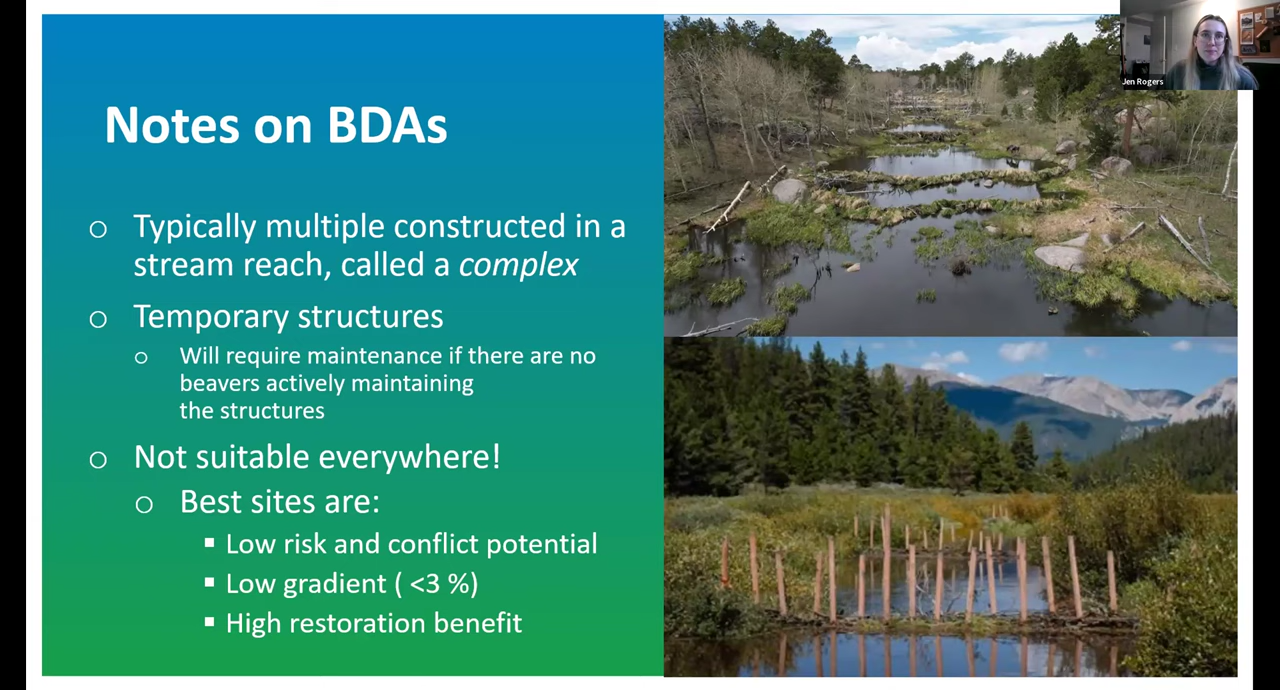 Notes on BDAs
o Typically multiple constructed in a
stream reach, called a complex
o Temporary structures
o Will require maintenance if there are no
beavers actively maintaining
the structures
o Not suitable everywhere!
o Best sites are:
▪ Low risk and conflict potential
▪ Low gradient ( <3 %)
▪ High restoration benefit
Jen Rogers